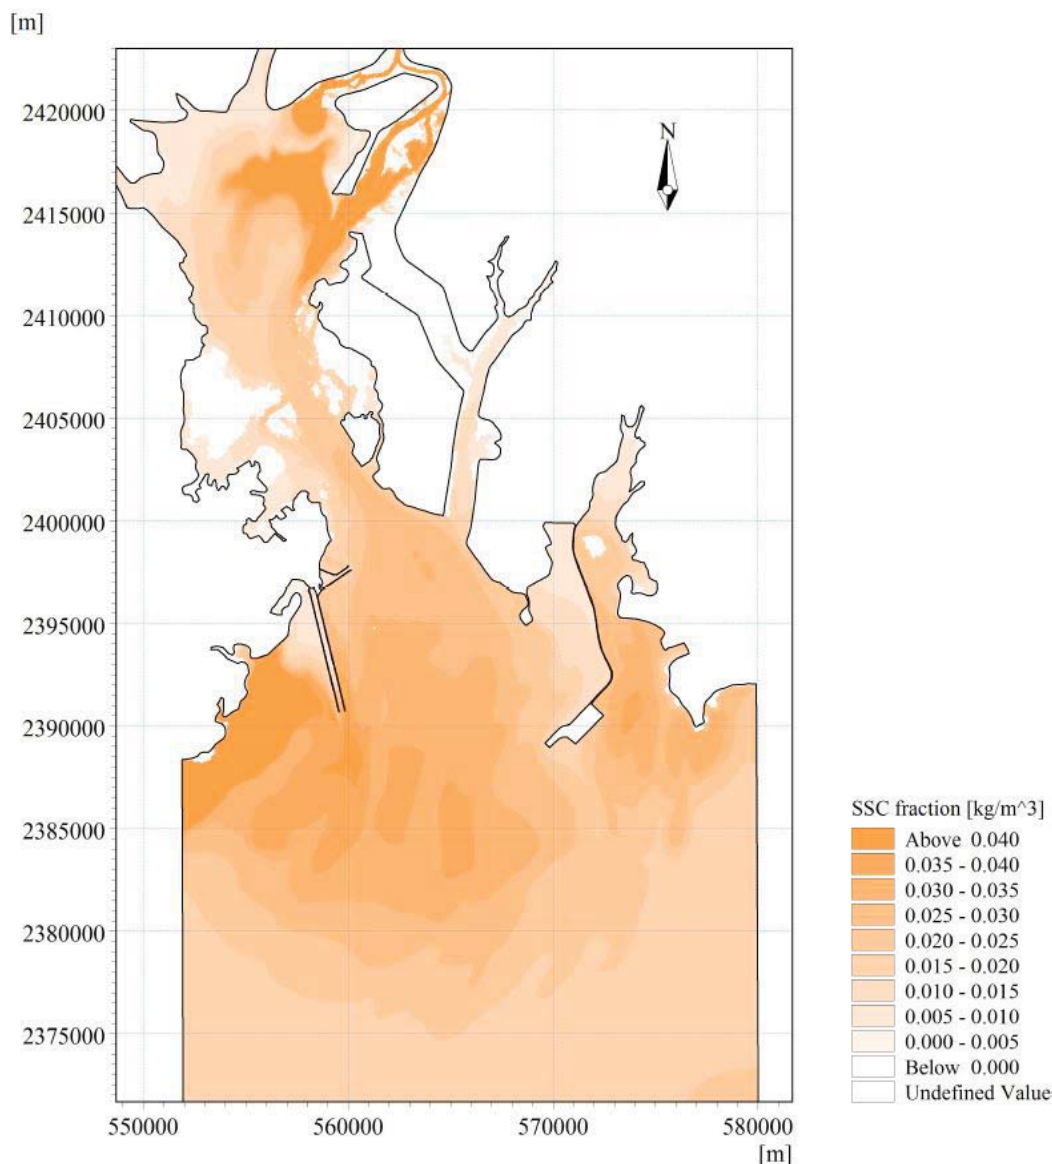 [m]
2420000
2415000
2410000
2405000
2400000
2395000
2390000
2385000
2380000
2375000
N
550000 560000 570000 580000
[m]
SSC fraction [kg/m^3]
Above 0.040
0.035 - 0.040
0.030 - 0.035
0.025 - 0.030
0.020 - 0.025
0.015 - 0.020
0.010 - 0.015
0.005 - 0.010
0.000 - 0.005
Below 0.000
Undefined Value